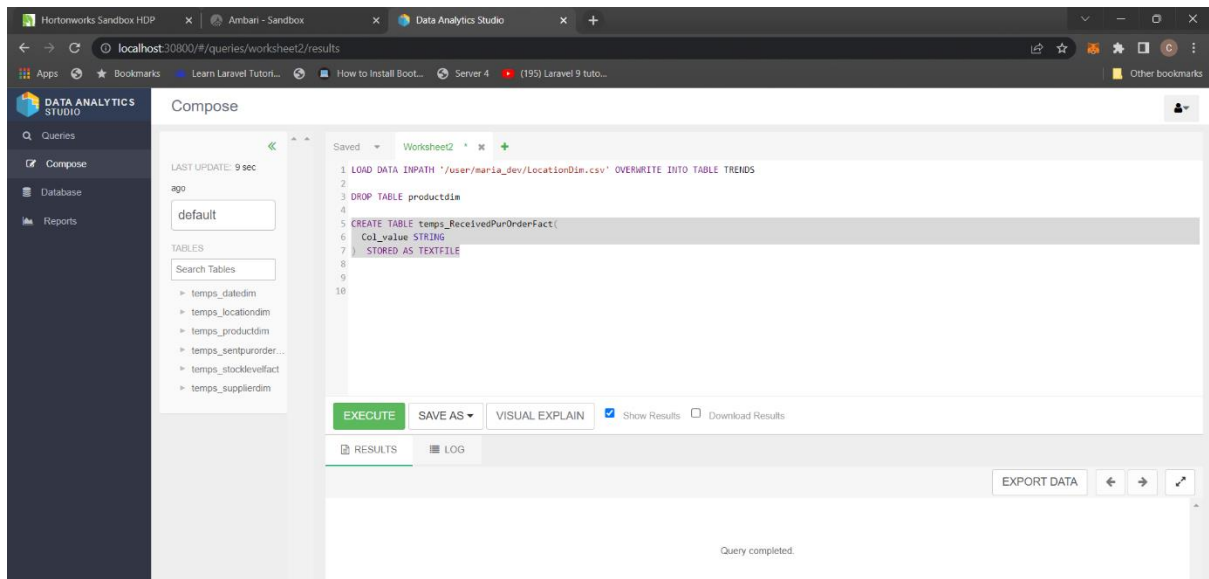 Hortonworks Sandbox HDP
Ambari - Sandbox
Data Analytics Studio
localhost:30800/#/queries/worksheet2/results
C
Apps
Bookmarks
Learn Laravel Tutori...
How to Install Boot...
Server 4
(195) Laravel 9 tuto...
Other bookmarks
DATA ANALYTICS
STUDIO
Compose
Queries
Compose
Database
Reports
LAST UPDATE: 9 sec
ago
default
TABLES
Search Tables
temps_datedim
temps_locationdim
temps_productdim
temps_sentpurorder...
temps_stocklevelfact
temps_supplierdim
Saved
Worksheet2 *
1 LOAD DATA INPATH '/user/maria_dev/LocationDim.csv' OVERWRITE INTO TABLE TRENDS
2
3 DROP TABLE productdim
4
5 CREATE TABLE temps_ReceivedPurOrderFact(
6 Col_value STRING
7 ) STORED AS TEXTFILE
8
9
10
EXECUTE
SAVE AS
VISUAL EXPLAIN
Show Results
Download Results
RESULTS
LOG
EXPORT DATA
Query completed.